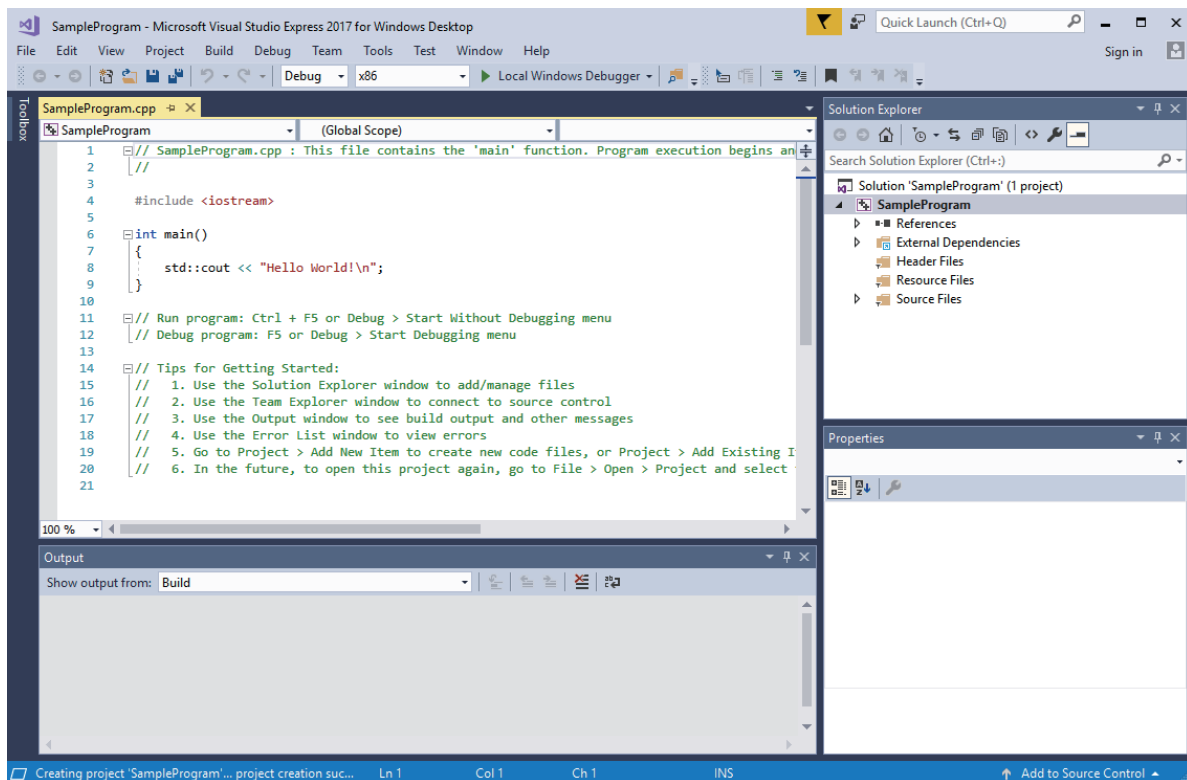 SampleProgram - Microsoft Visual Studio Express 2017 for Windows Desktop
Quick Launch (Ctrl+Q)
File Edit View Project Build Debug Team Tools Test Window Help
Sign in
Debug x86 Local Windows Debugger
Toolbox
SampleProgram.cpp
SampleProgram (Global Scope)
1 // SampleProgram.cpp : This file contains the 'main' function. Program execution begins an
2 //
3
4 #include <iostream>
5
6 int main()
7 {
8 std::cout << "Hello World!\n";
9 }
10
11 // Run program: Ctrl + F5 or Debug > Start Without Debugging menu
12 // Debug program: F5 or Debug > Start Debugging menu
13
14 // Tips for Getting Started:
15 // 1. Use the Solution Explorer window to add/manage files
16 // 2. Use the Team Explorer window to connect to source control
17 // 3. Use the Output window to see build output and other messages
18 // 4. Use the Error List window to view errors
19 // 5. Go to Project > Add New Item to create new code files, or Project > Add Existing I
20 // 6. In the future, to open this project again, go to File > Open > Project and select
21
100 %
Output
Show output from: Build
Solution Explorer
Search Solution Explorer (Ctrl+:)
Solution 'SampleProgram' (1 project)
SampleProgram
References
External Dependencies
Header Files
Resource Files
Source Files
Properties
Creating project 'SampleProgram'... project creation suc... Ln 1 Col 1 Ch 1 INS Add to Source Control